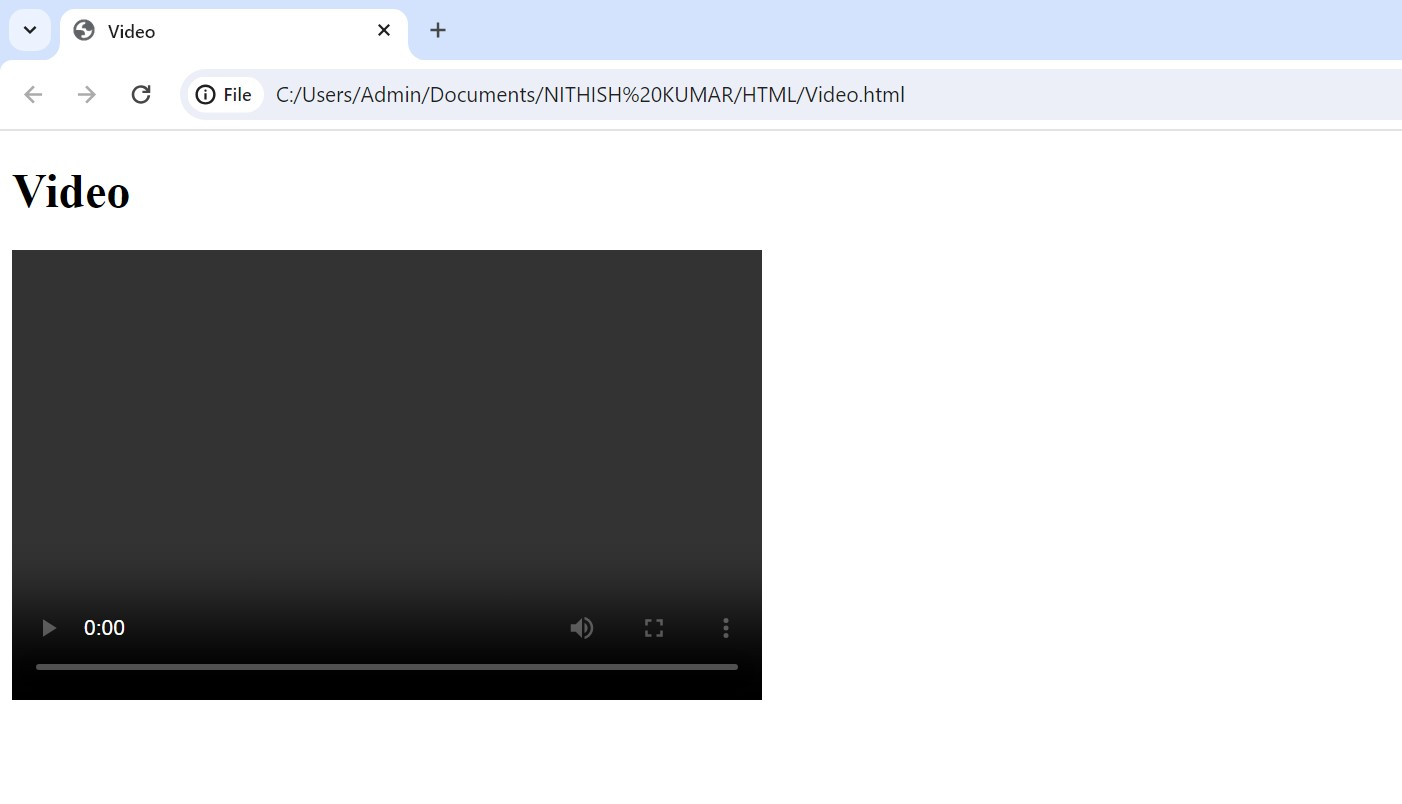 Video
File C:/Users/Admin/Documents/NITHISH%20KUMAR/HTML/Video.html
Video
0:00